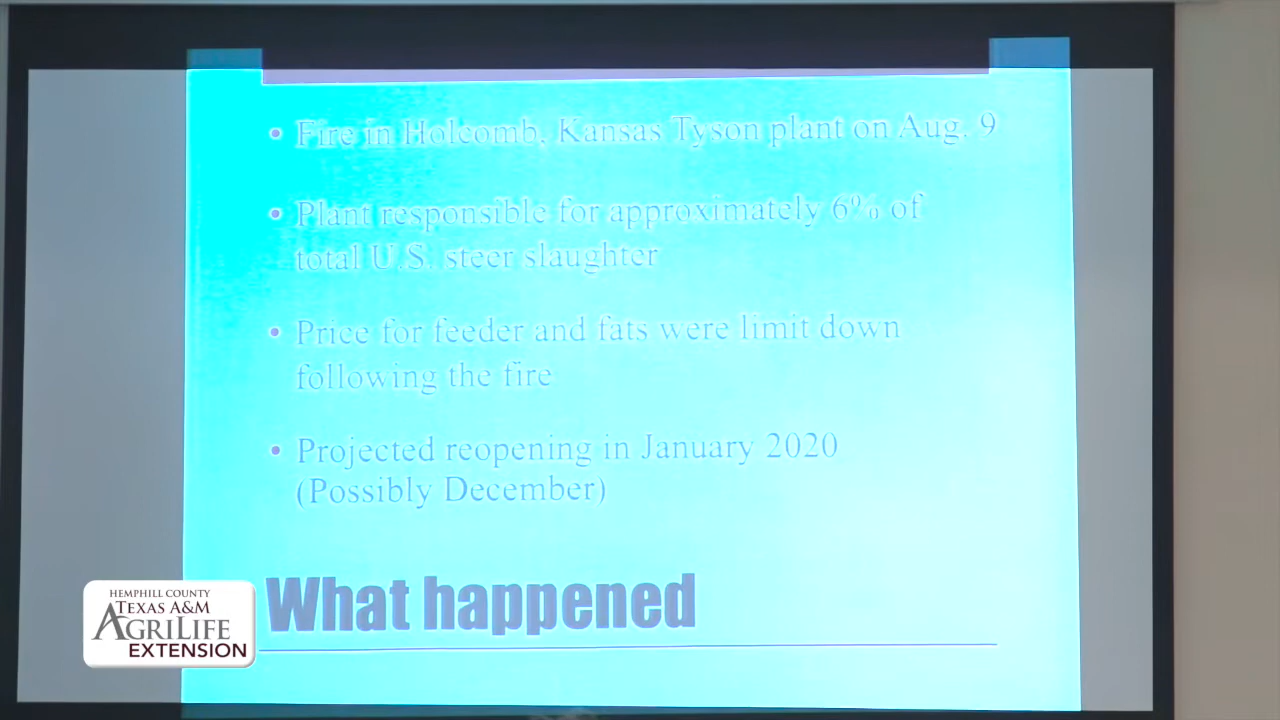 • Fire in Holcomb, Kansas Tyson plant on Aug. 9
• Plant responsible for approximately 6% of
total U.S. steer slaughter
• Price for feeder and fats were limit down
following the fire
• Projected reopening in January 2020
(Possibly December)
What happened
HEMPHILL COUNTY
TEXAS A&M
AGRILIFE
EXTENSION